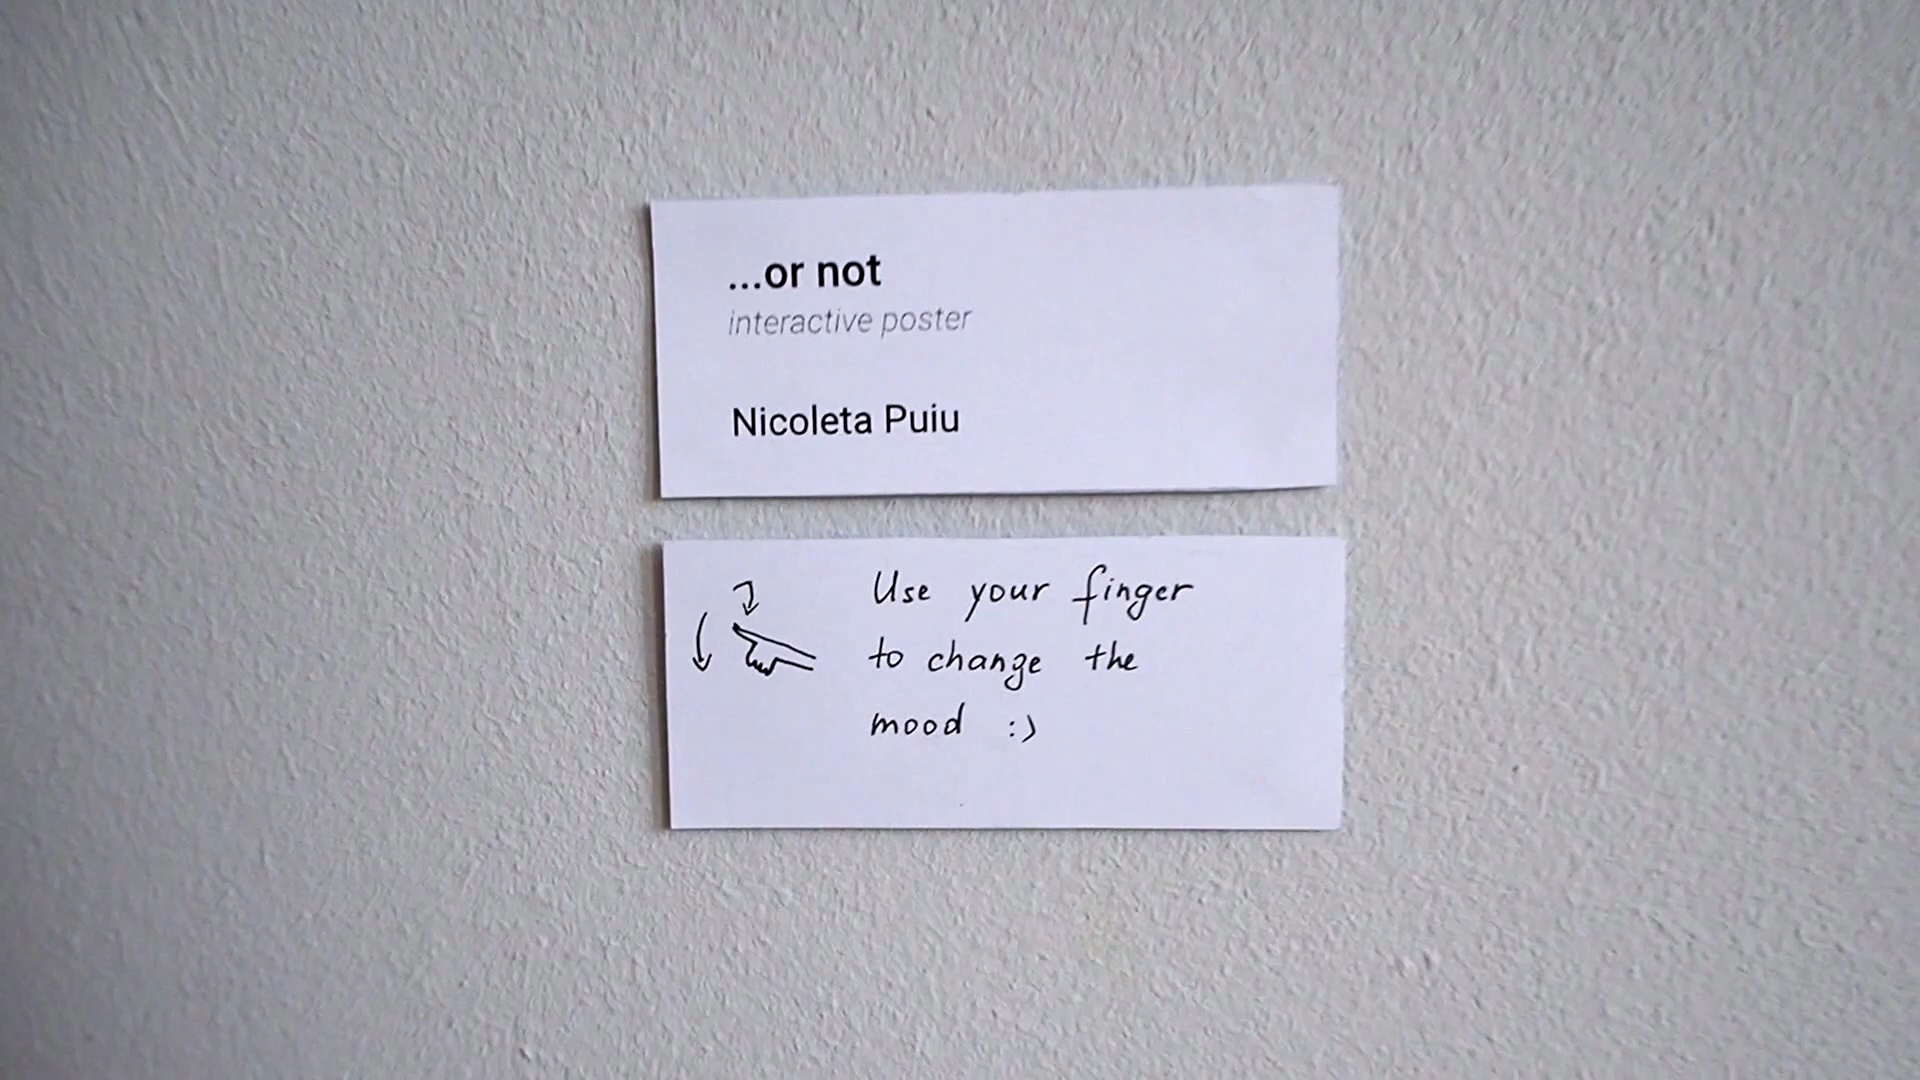 ...or not
interactive poster
Nicoleta Puiu
Use your finger
to change the
mood :)